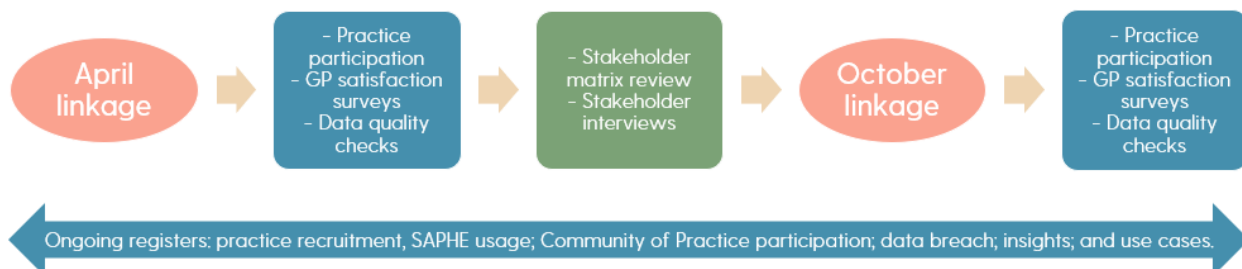 April
linkage
- Practice
participation
- GP satisfaction
surveys
- Data quality
checks
- Stakeholder
matrix review
- Stakeholder
interviews
October
linkage
- Practice
participation
- GP satisfaction
surveys
- Data quality
checks
Ongoing registers: practice recruitment, SAPHE usage; Community of Practice participation; data breach; insights; and use cases.